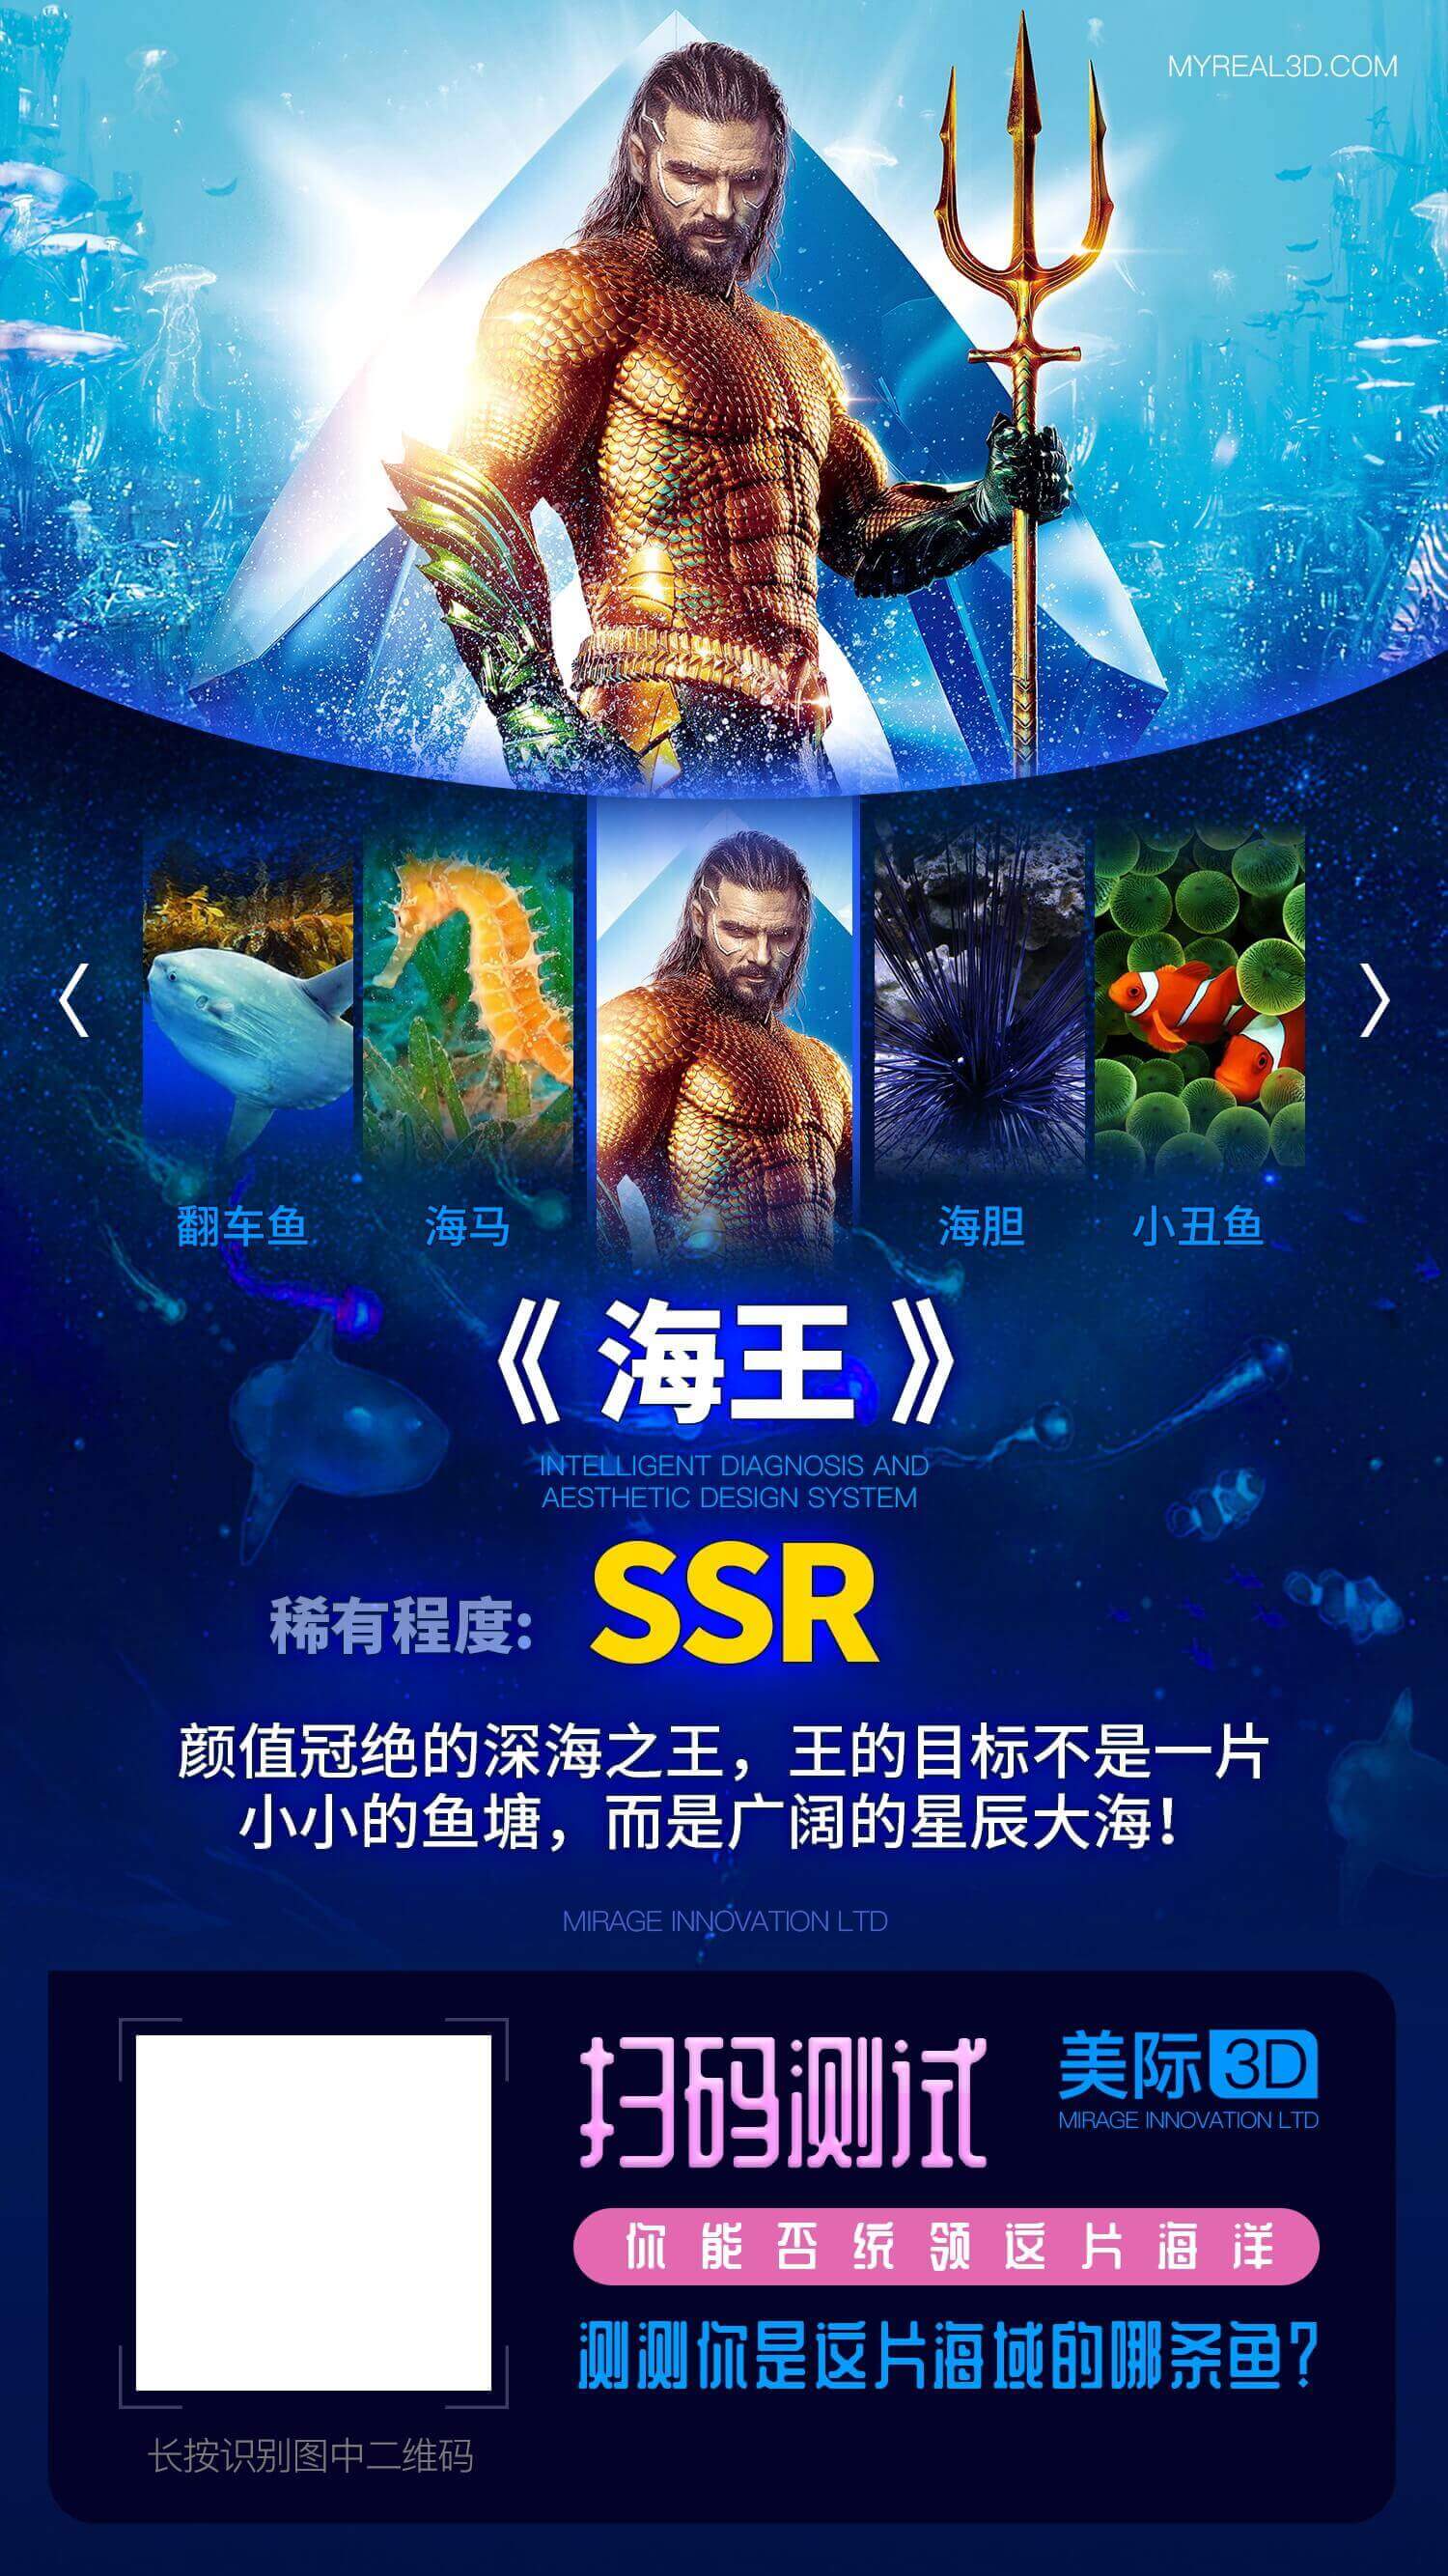 MYREAL3D.COM
翻车鱼
海马
海胆
小丑鱼
《海王》
INTELLIGENT DIAGNOSIS AND
AESTHETIC DESIGN SYSTEM
稀有程度: SSR
颜值冠绝的深海之王，王的目标不是一片
小小的鱼塘，而是广阔的星辰大海！
MIRAGE INNOVATION LTD
扫码测试
美际3D
MIRAGE INNOVATION LTD
你能否统领这片海洋
测测你是这片海域的哪条鱼？
长按识别图中二维码